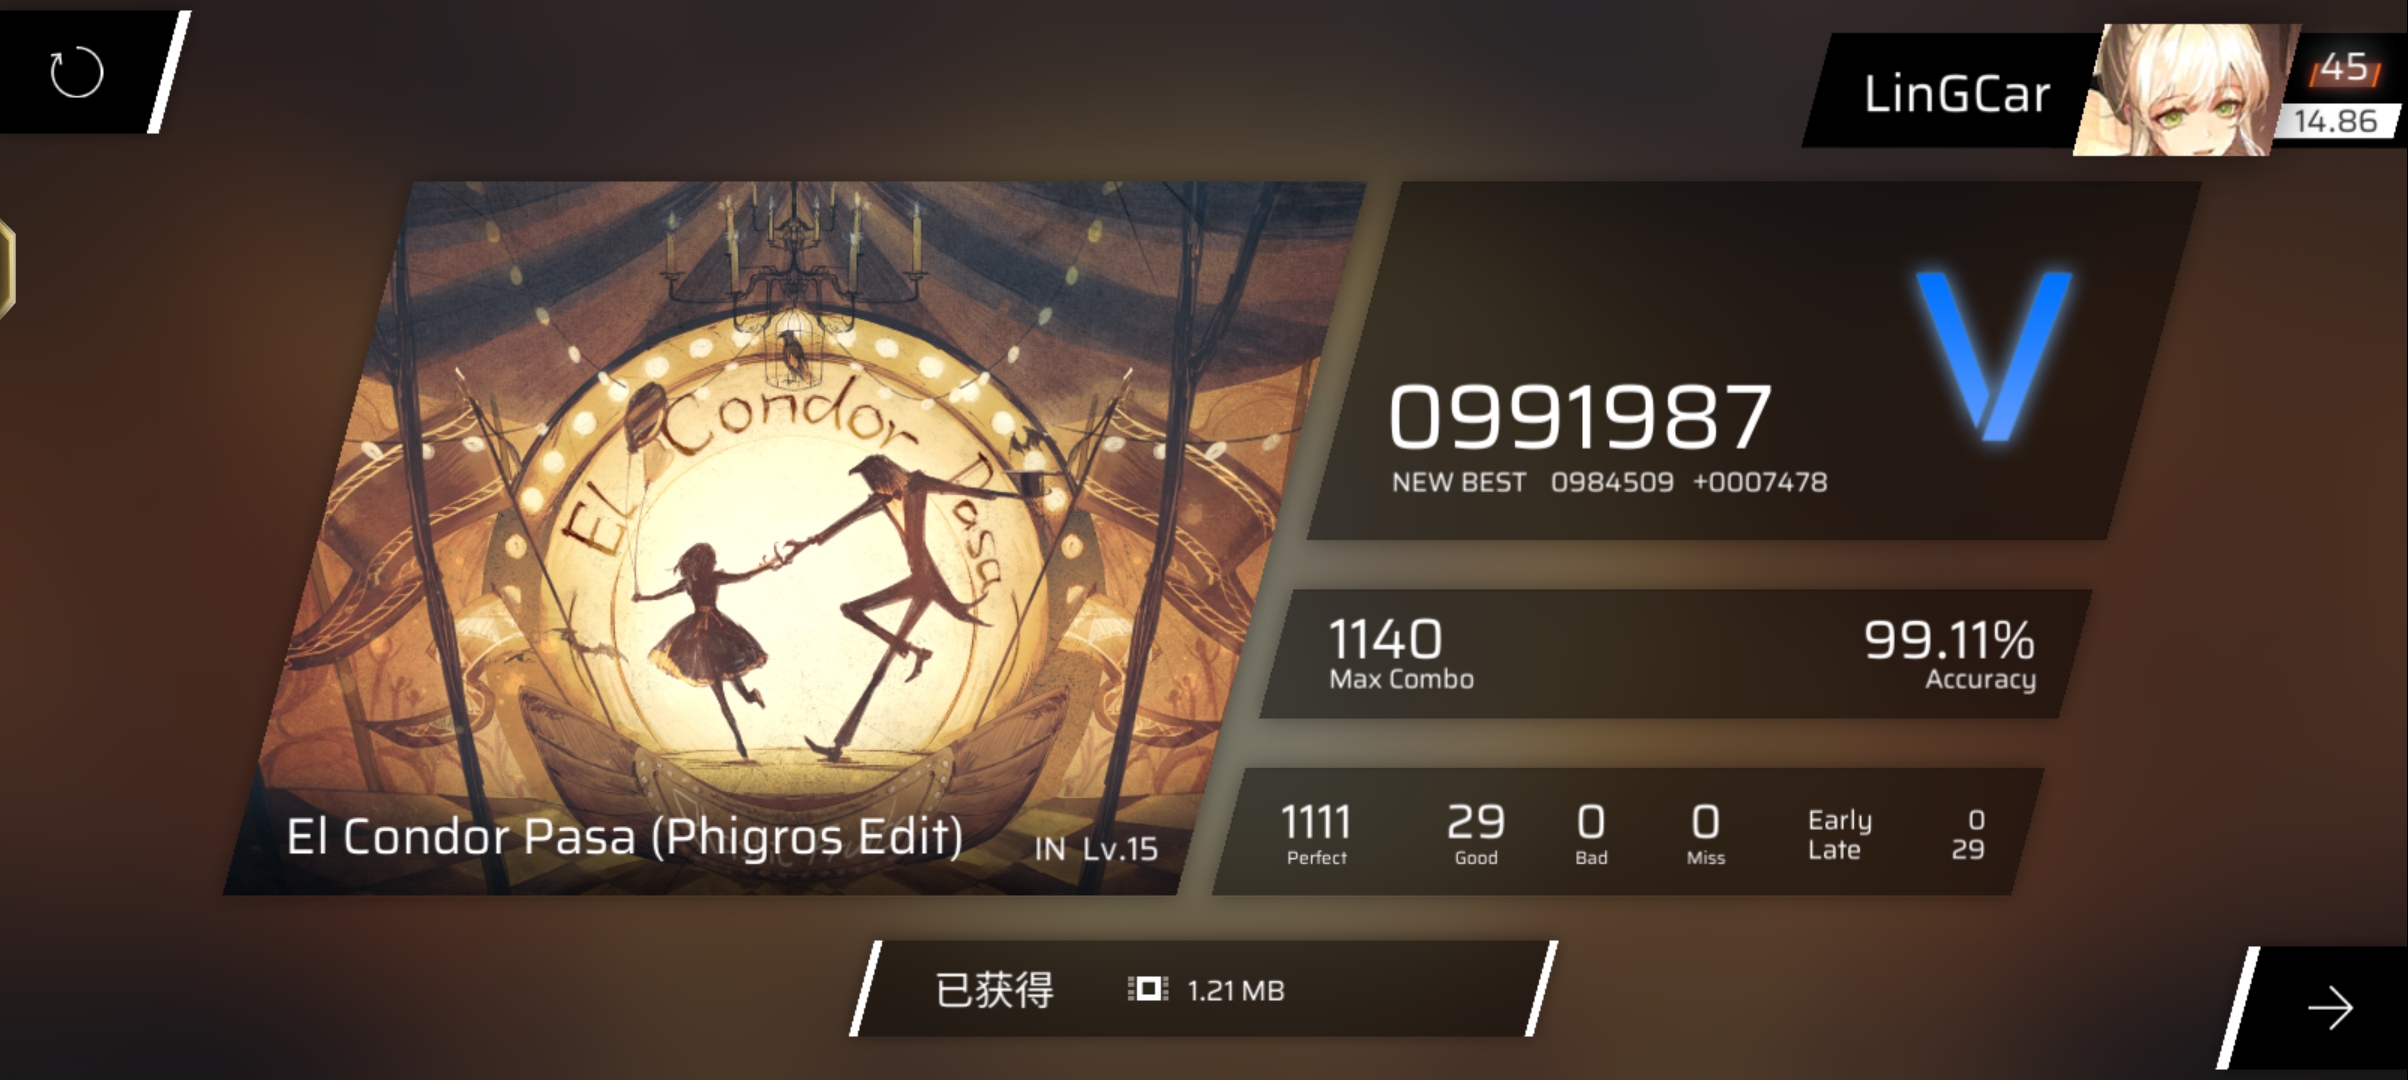 LinGCar
45
14.86
El Condor Pasa
El Condor Pasa (Phigros Edit) IN Lv.15
0991987
V
NEW BEST 0984509 +0007478
1140
Max Combo
99.11%
Accuracy
1111 29 0 0
Perfect Good Bad Miss
Early 0
Late 29
已获得 1.21 MB